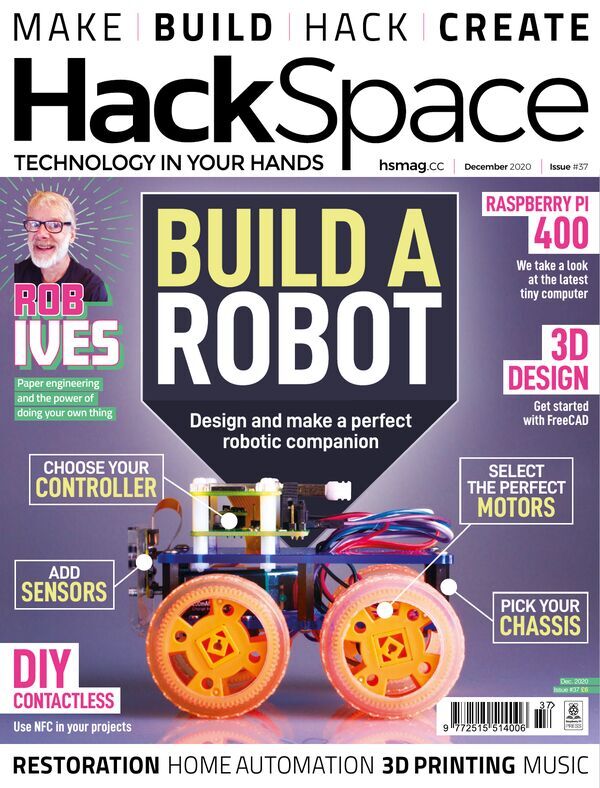 MAKE | BUILD | HACK | CREATE
HackSpace
TECHNOLOGY IN YOUR HANDS
hsmag.cc | December 2020 | Issue #37
ROB
IVES
Paper engineering
and the power of
doing your own thing
BUILD A
ROBOT
Design and make a perfect
robotic companion
RASPBERRY PI
400
We take a look
at the latest
tiny computer
3D
DESIGN
Get started
with FreeCAD
CHOOSE YOUR
CONTROLLER
SELECT
THE PERFECT
MOTORS
ADD
SENSORS
PICK YOUR
CHASSIS
DIY
CONTACTLESS
Use NFC in your projects
Dec. 2020
Issue #37 £6
37
9 772515 514006
Raspberry Pi
PRESS
RESTORATION HOME AUTOMATION 3D PRINTING MUSIC